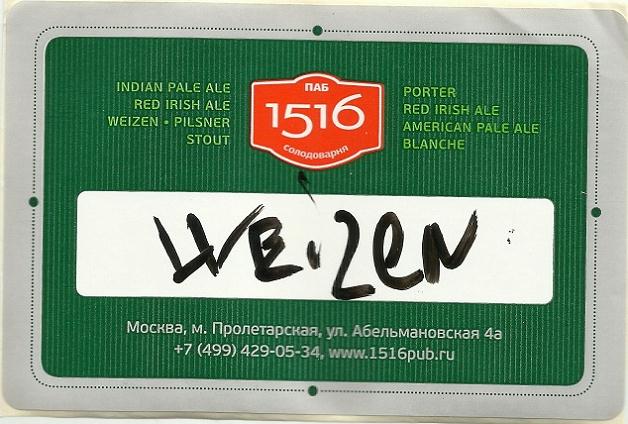 INDIAN PALE ALE
RED IRISH ALE
WEIZEN • PILSNER
STOUT
ПАБ
1516
солодоварня
PORTER
RED IRISH ALE
AMERICAN PALE ALE
BLANCHE
WEiZEN
Москва, м. Пролетарская, ул. Абельмановская 4а
+7 (499) 429-05-34, www.1516pub.ru